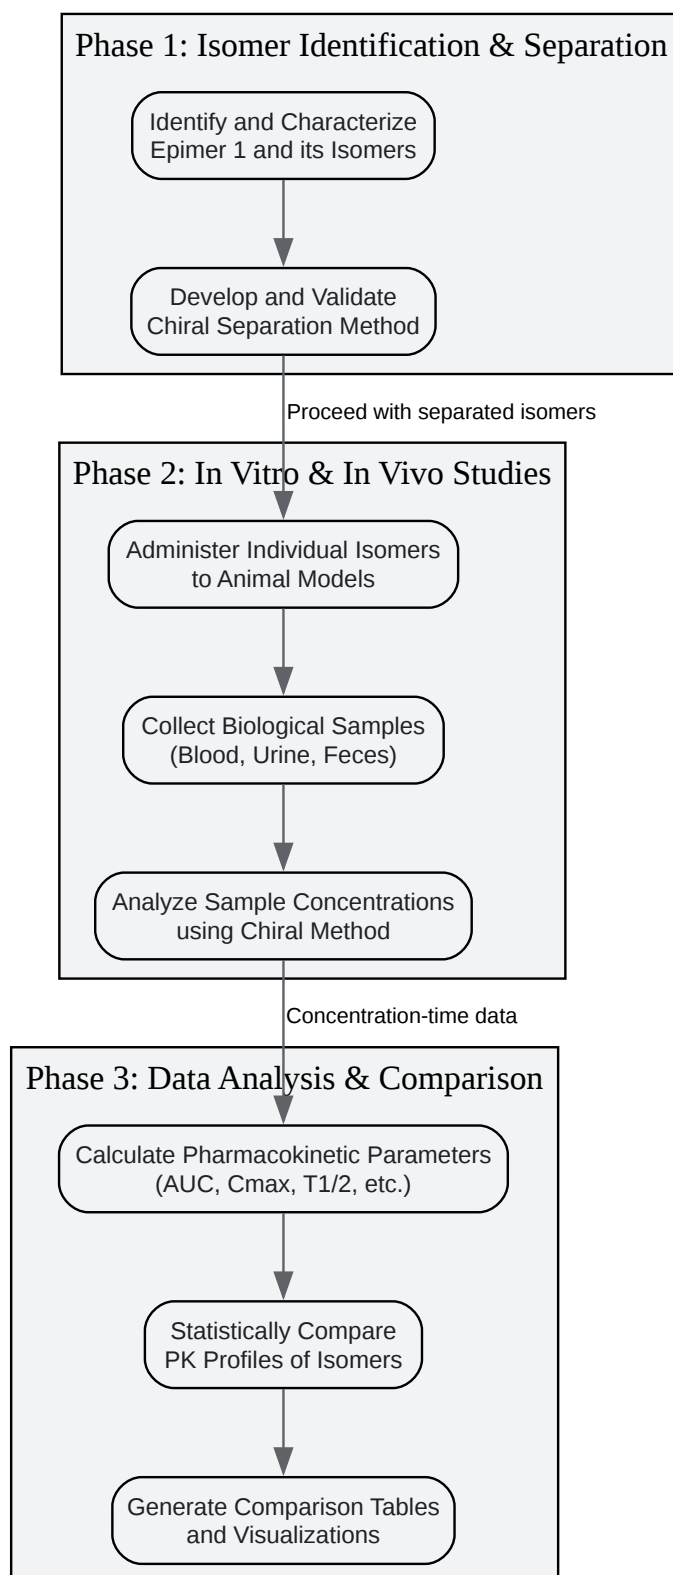 Phase 1: Isomer Identification & Separation
Identify and Characterize
Epimer 1 and its Isomers
Develop and Validate
Chiral Separation Method
Proceed with separated isomers
Phase 2: In Vitro & In Vivo Studies
Administer Individual Isomers
to Animal Models
Collect Biological Samples
(Blood, Urine, Feces)
Analyze Sample Concentrations
using Chiral Method
Concentration-time data
Phase 3: Data Analysis & Comparison
Calculate Pharmacokinetic Parameters
(AUC, Cmax, T1/2, etc.)
Statistically Compare
PK Profiles of Isomers
Generate Comparison Tables
and Visualizations